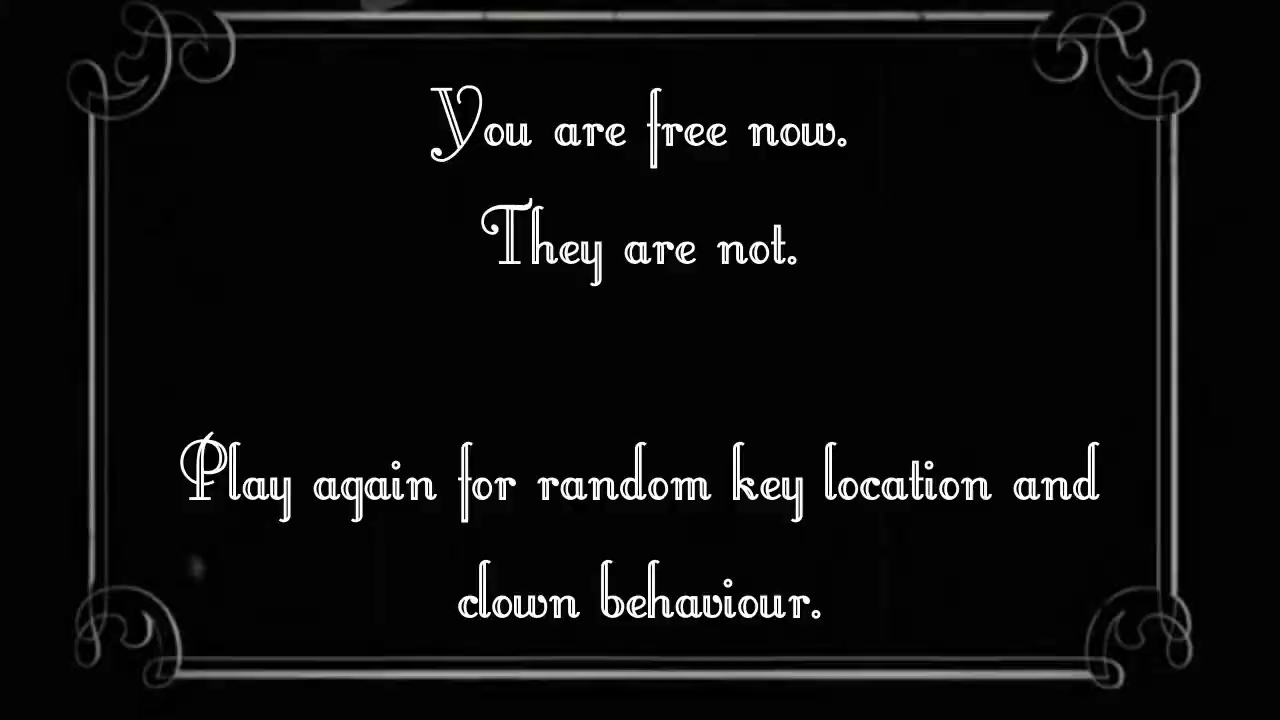 You are free now.
They are not.
Play again for random key location and
clown behaviour.